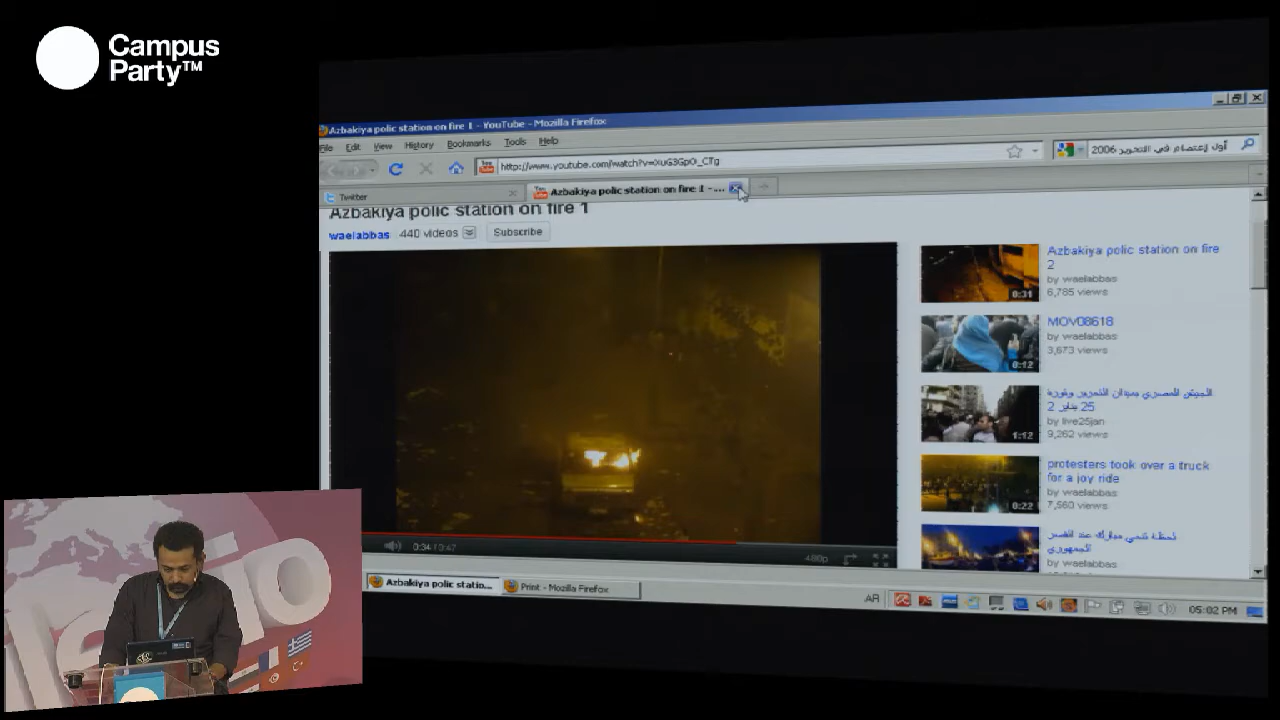 Campus
Party™
Azbakiya polic station on fire 1 - YouTube - Mozilla Firefox
File Edit View History Bookmarks Tools Help
أول إعتصام في التحرير 2006
Twitter
Azbakiya polic station on fire 1 - ...
Azbakiya polic station on fire 1
waelabbas 440 videos Subscribe
Azbakiya polic station on fire
2
by waelabbas
6,785 views
0:31
MOV08618
by waelabbas
3,673 views
0:12
الجيش المصري بميدان التحرير وثورة
25 يناير 2
by live25jan
9,262 views
1:12
protesters took over a truck
for a joy ride
by waelabbas
7,560 views
0:22
لحظة تنحي مبارك عند القصر
الجمهوري
by waelabbas
0:34
480p
Azbakiya polic statio...
Print - Mozilla Firefox
AR
05:02 PM